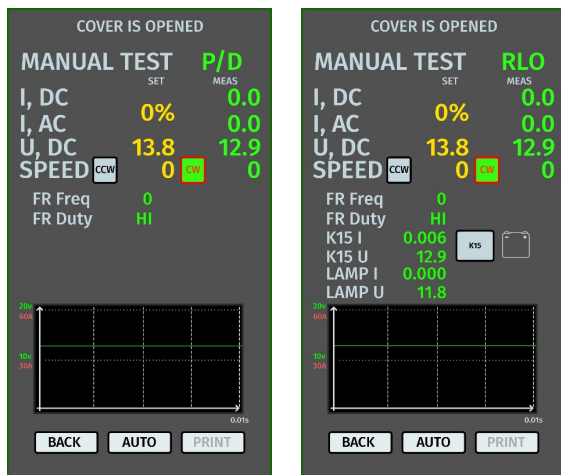 COVER IS OPENED
MANUAL TEST P/D
SET MEAS
I, DC 0.0
0%
I, AC 0.0
U, DC 13.8 12.9
SPEED CCW 0 CW 0
FR Freq 0
FR Duty HI
20v
60A
10v
30A
0.01s
BACK AUTO PRINT
COVER IS OPENED
MANUAL TEST RLO
SET MEAS
I, DC 0.0
0%
I, AC 0.0
U, DC 13.8 12.9
SPEED CCW 0 CW 0
FR Freq 0
FR Duty HI
K15 I 0.006
K15 - +
K15 U 12.9
LAMP I 0.000
LAMP U 11.8
20v
60A
10v
30A
0.01s
BACK AUTO PRINT